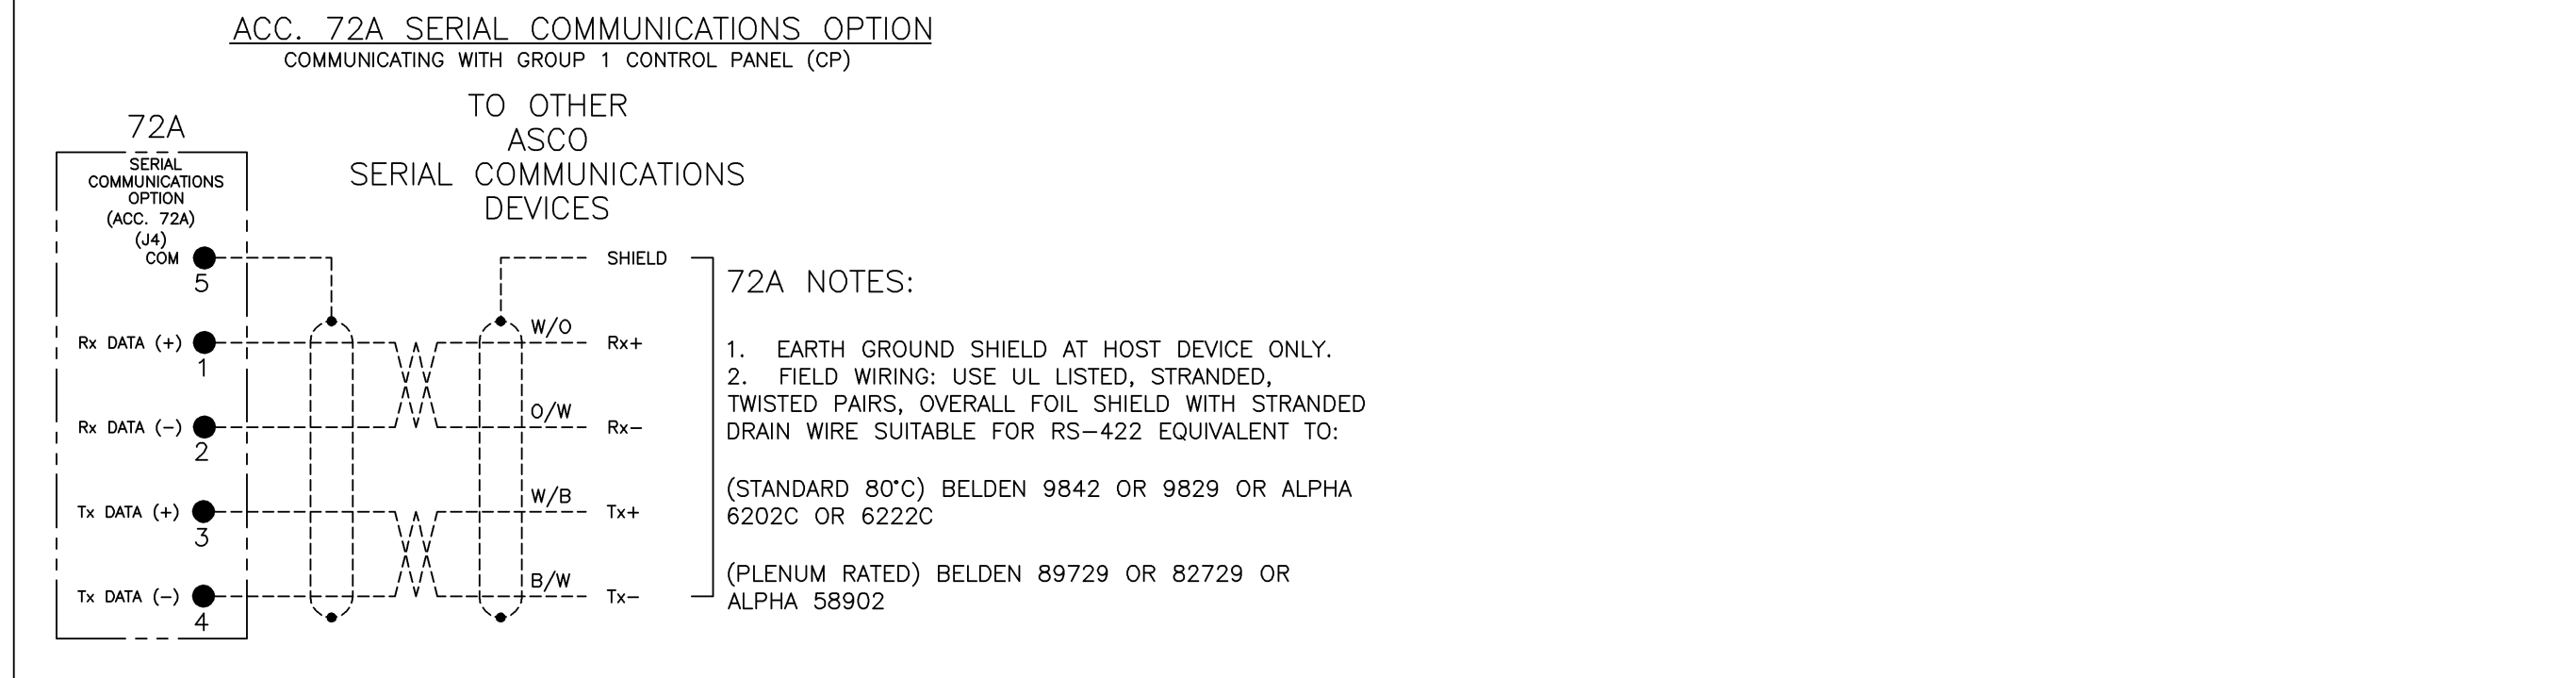 ACC. 72A SERIAL COMMUNICATIONS OPTION
COMMUNICATING WITH GROUP 1 CONTROL PANEL (CP)
TO OTHER
ASCO
SERIAL COMMUNICATIONS
DEVICES
72A
SERIAL
COMMUNICATIONS
OPTION
(ACC. 72A)
(J4)
COM
5
SHIELD
Rx DATA (+)
1
W/O
Rx+
Rx DATA (-)
2
O/W
Rx-
Tx DATA (+)
3
W/B
Tx+
Tx DATA (-)
4
B/W
Tx-
72A NOTES:
1. EARTH GROUND SHIELD AT HOST DEVICE ONLY.
2. FIELD WIRING: USE UL LISTED, STRANDED,
TWISTED PAIRS, OVERALL FOIL SHIELD WITH STRANDED
DRAIN WIRE SUITABLE FOR RS-422 EQUIVALENT TO:
(STANDARD 80°C) BELDEN 9842 OR 9829 OR ALPHA
6202C OR 6222C
(PLENUM RATED) BELDEN 89729 OR 82729 OR
ALPHA 58902